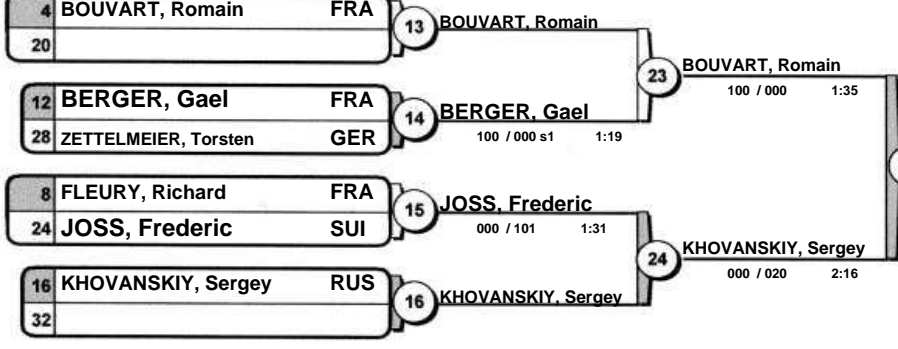 4 BOUVART, Romain FRA
20
13 BOUVART, Romain
12 BERGER, Gael FRA
28 ZETTELMEIER, Torsten GER
14 BERGER, Gael
100 / 000 s1 1:19
23 BOUVART, Romain
100 / 000 1:35
8 FLEURY, Richard FRA
24 JOSS, Frederic SUI
15 JOSS, Frederic
000 / 101 1:31
16 KHOVANSKIY, Sergey RUS
32
16 KHOVANSKIY, Sergey
24 KHOVANSKIY, Sergey
000 / 020 2:16